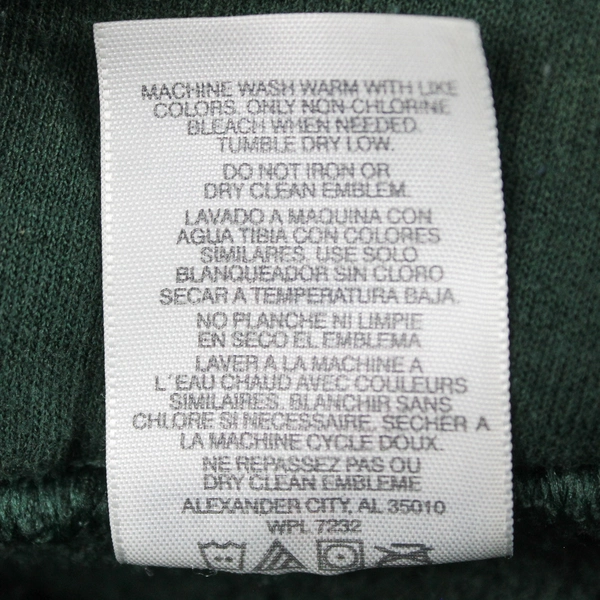 MACHINE WASH WARM WITH LIKE
COLORS. ONLY NON-CHLORINE
BLEACH WHEN NEEDED.
TUMBLE DRY LOW.
DO NOT IRON OR
DRY CLEAN EMBLEM.
LAVADO A MAQUINA CON
AGUA TIBIA CON COLORES
SIMILARES. USE SOLO
BLANQUEADOR SIN CLORO
SECAR A TEMPERATURA BAJA.
NO PLANCHE NI LIMPIE
EN SECO EL EMBLEMA
LAVER A LA MACHINE A
L'EAU CHAUD AVEC COULEURS
SIMILAIRES. BLANCHIR SANS
CHLORE SI NECESSAIRE. SECHER A
LA MACHINE CYCLE DOUX.
NE REPASSEZ PAS OU
DRY CLEAN EMBLEME
ALEXANDER CITY, AL 35010
WPL 7232